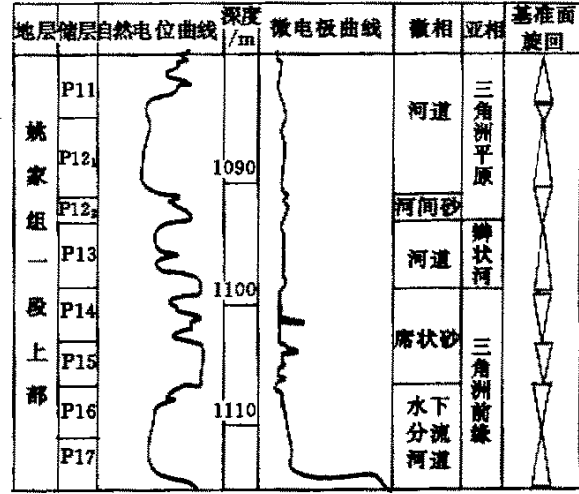 地层 储层 自然电位曲线 深度/m 微电极曲线 微相 亚相 基准面旋回
姚家组一段上部
P11
P12₁
P12₂
P13
P14
P15
P16
P17
1090
1100
1110
河道
河间砂
河道
席状砂
水下
分流
河道
三角洲平原
辫状河
三角洲前缘